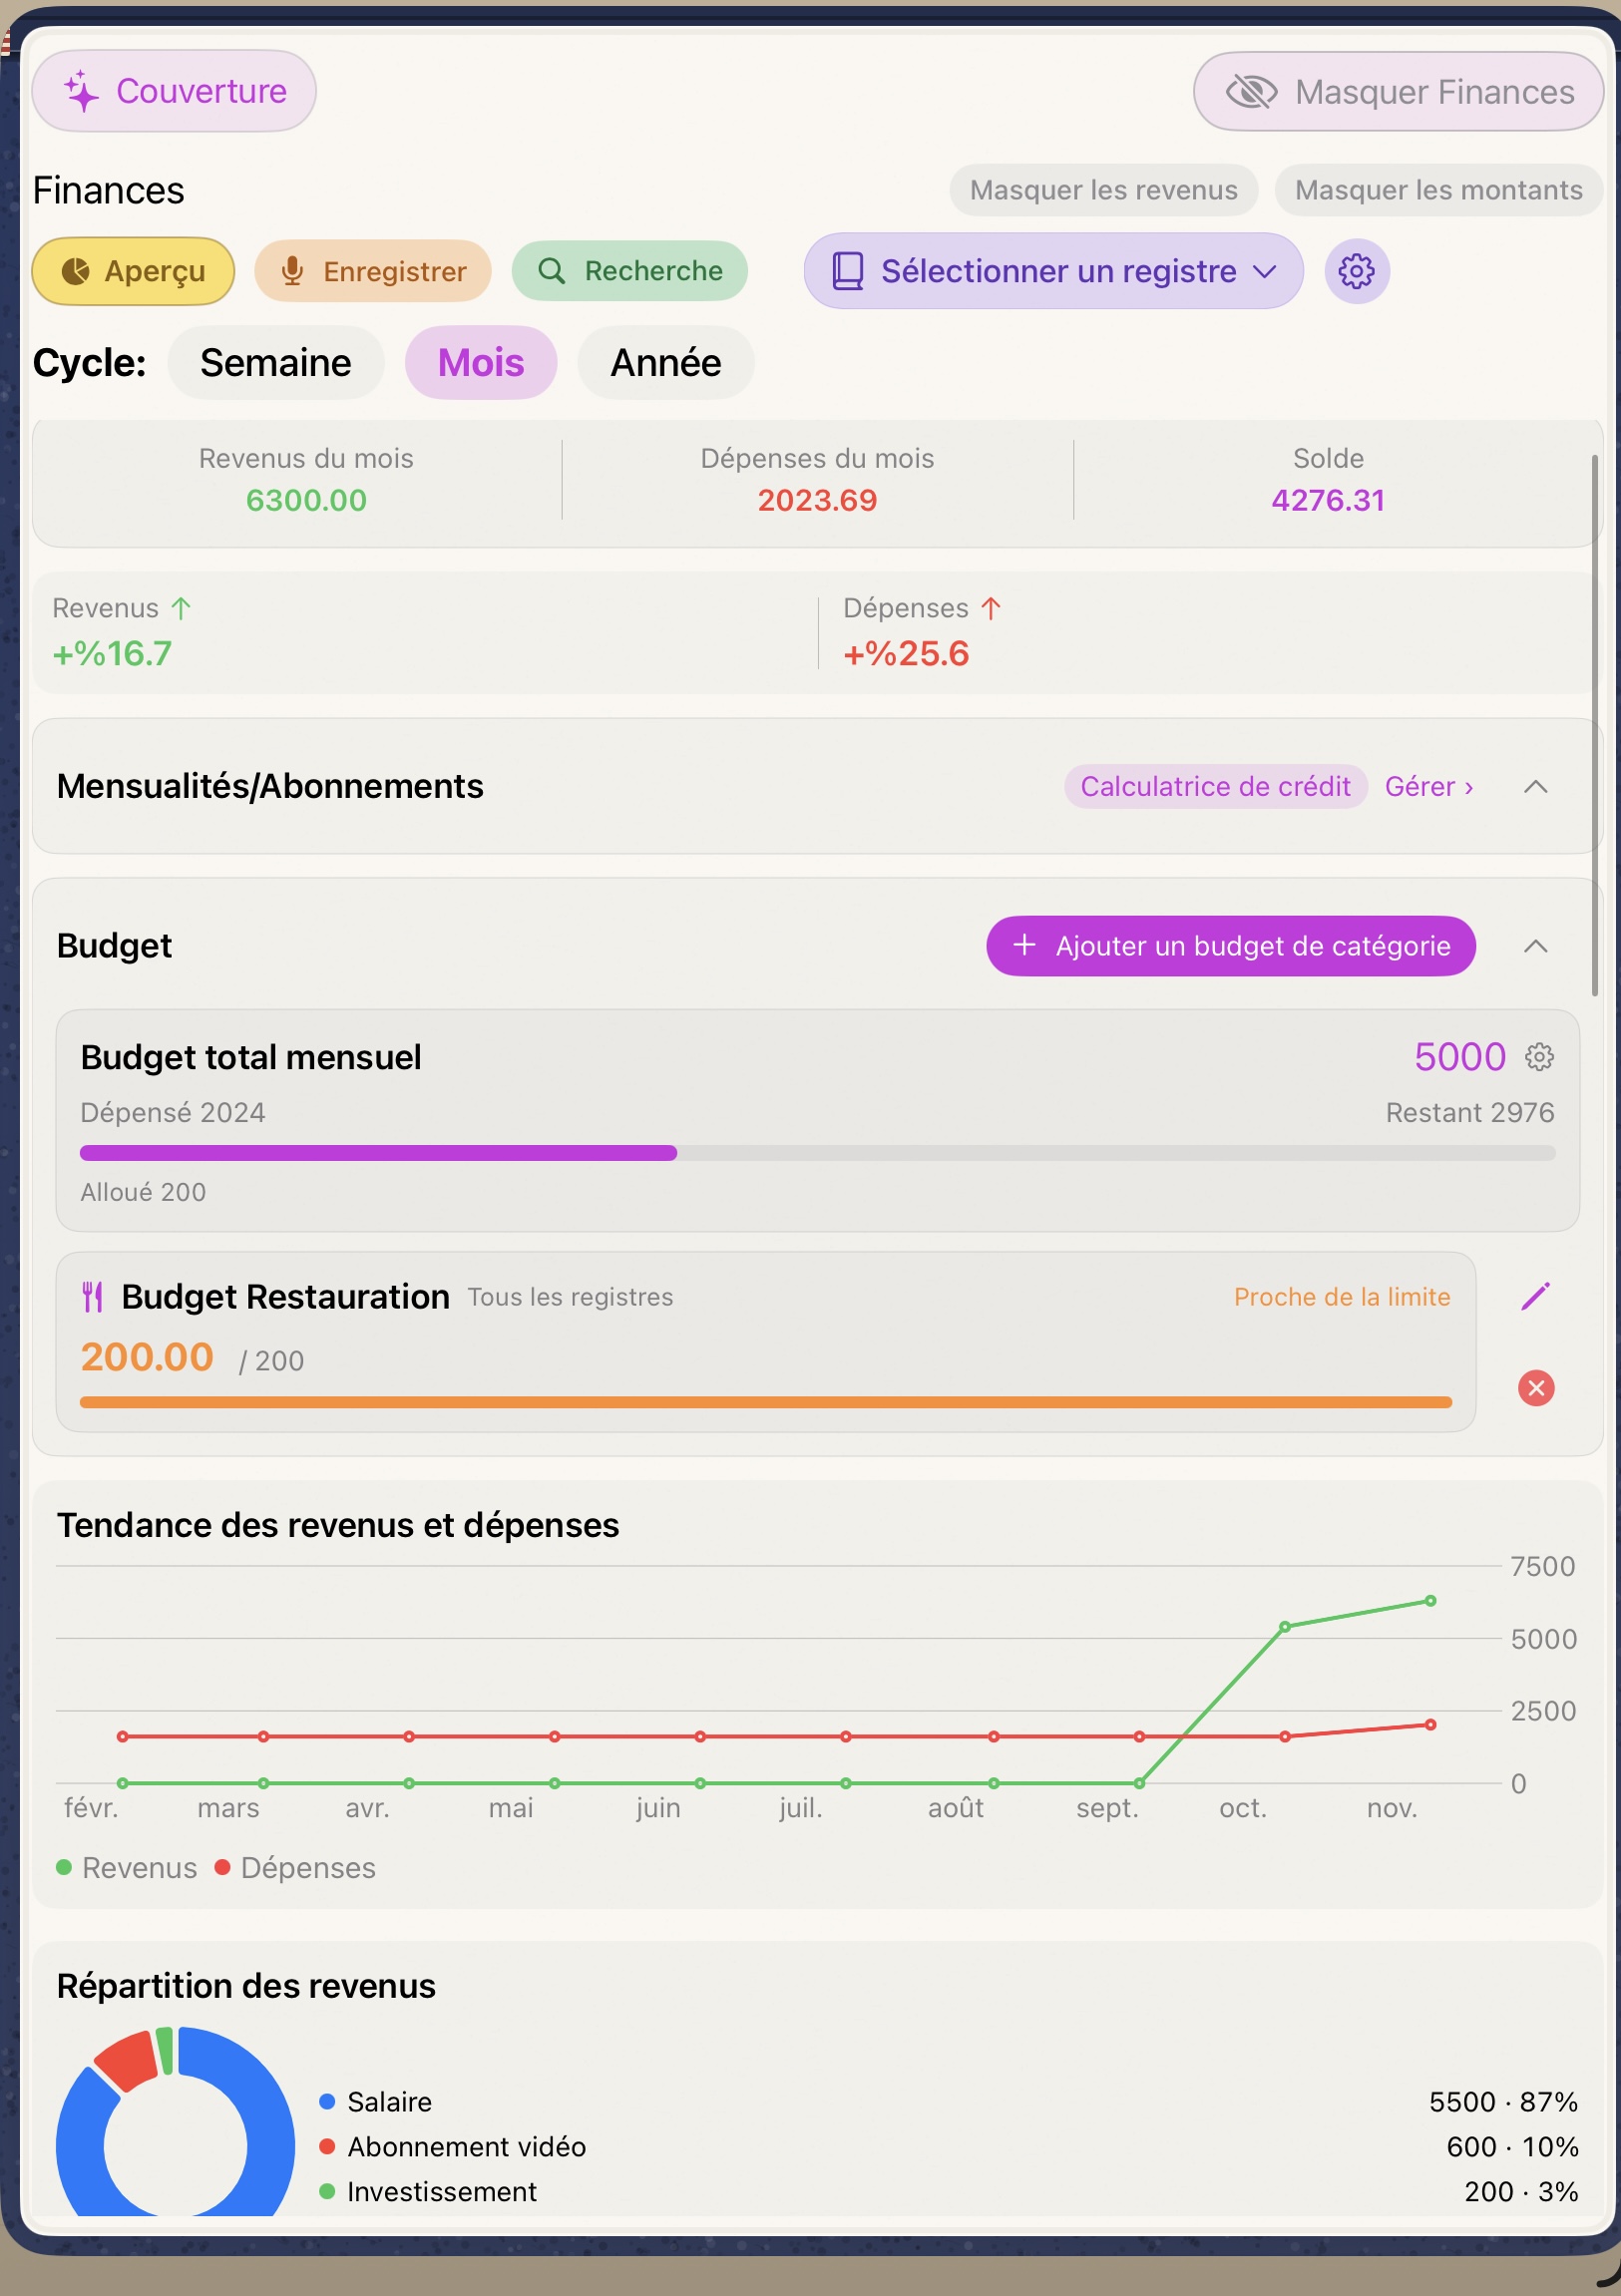 Couverture
Masquer Finances
Finances
Masquer les revenus
Masquer les montants
Aperçu
Enregistrer
Recherche
Sélectionner un registre
Cycle:
Semaine
Mois
Année
Revenus du mois
Dépenses du mois
Solde
6300.00
2023.69
4276.31
Revenus ↑
Dépenses ↑
+%16.7
+%25.6
Mensualités/Abonnements
Calculatrice de crédit
Gérer ›
Budget
+ Ajouter un budget de catégorie
Budget total mensuel
5000
Dépensé 2024
Restant 2976
Alloué 200
Budget Restauration
Tous les registres
Proche de la limite
200.00 / 200
Tendance des revenus et dépenses
7500
5000
2500
0
févr. mars avr. mai juin juil. août sept. oct. nov.
Revenus
Dépenses
Répartition des revenus
Salaire 5500 · 87%
Abonnement vidéo 600 · 10%
Investissement 200 · 3%